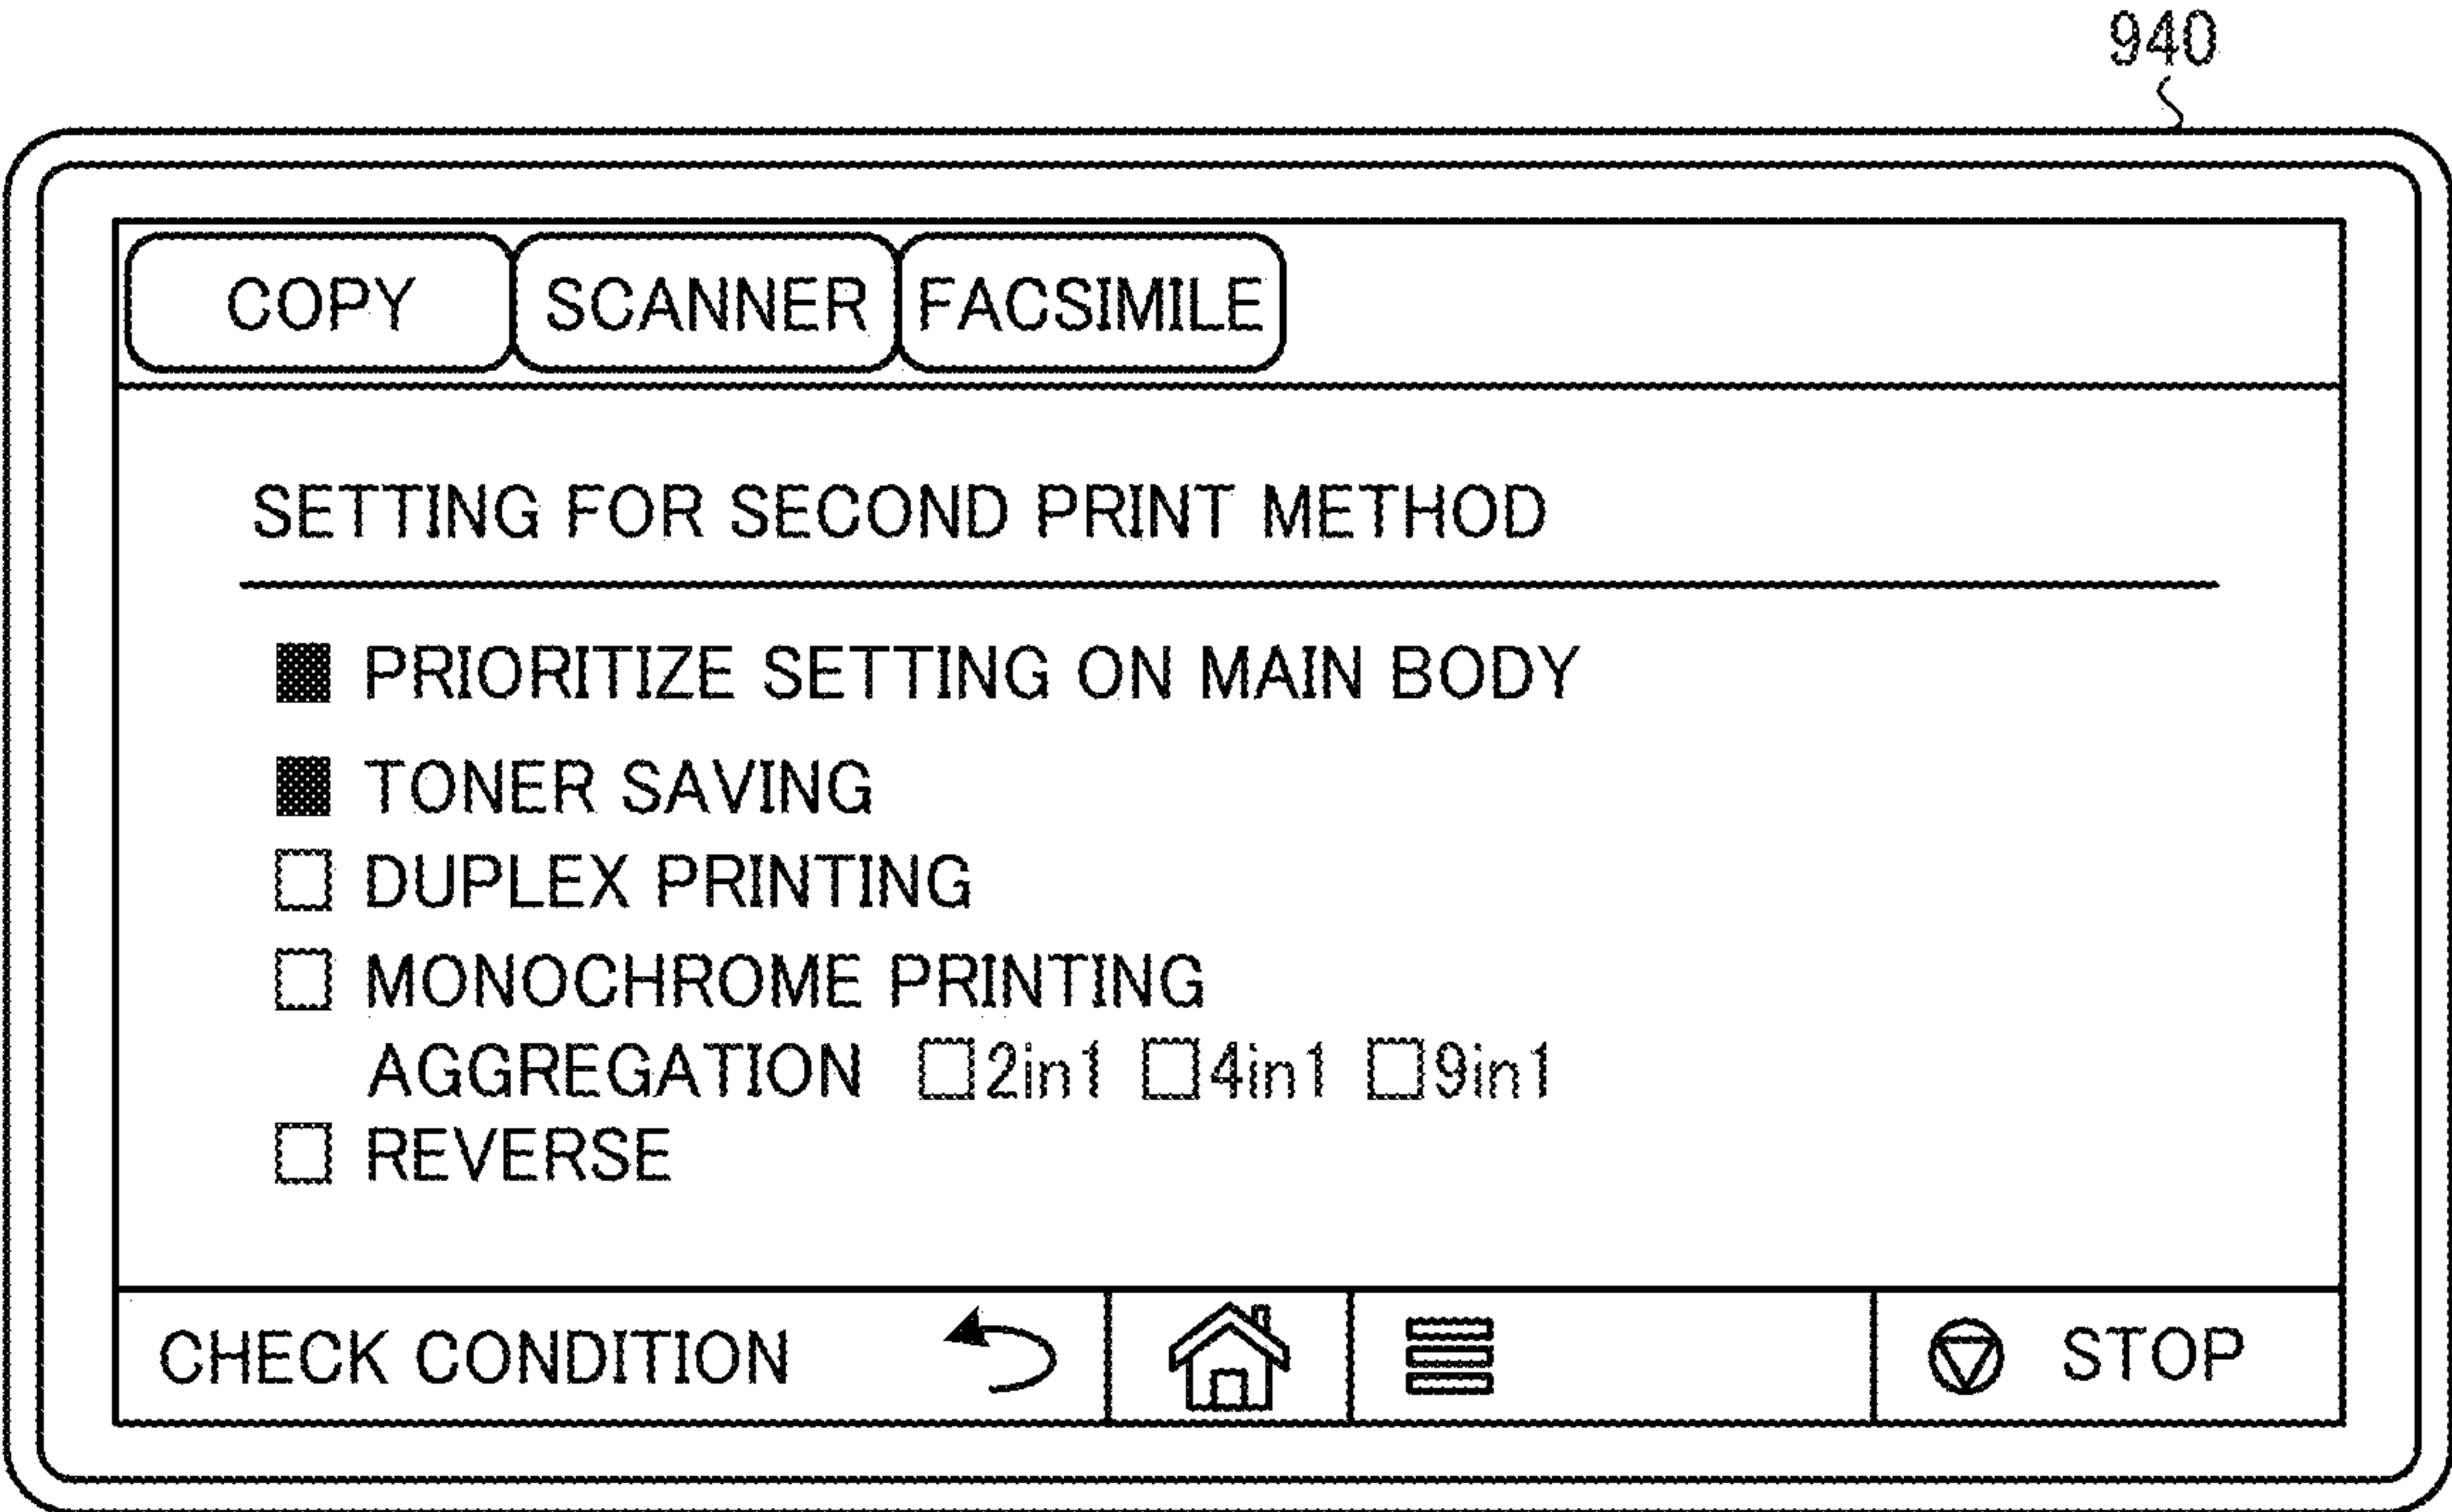 940
COPY SCANNER FACSIMILE
SETTING FOR SECOND PRINT METHOD
PRIORITIZE SETTING ON MAIN BODY
TONER SAVING
DUPLEX PRINTING
MONOCHROME PRINTING
AGGREGATION 2in1 4in1 9in1
REVERSE
CHECK CONDITION STOP